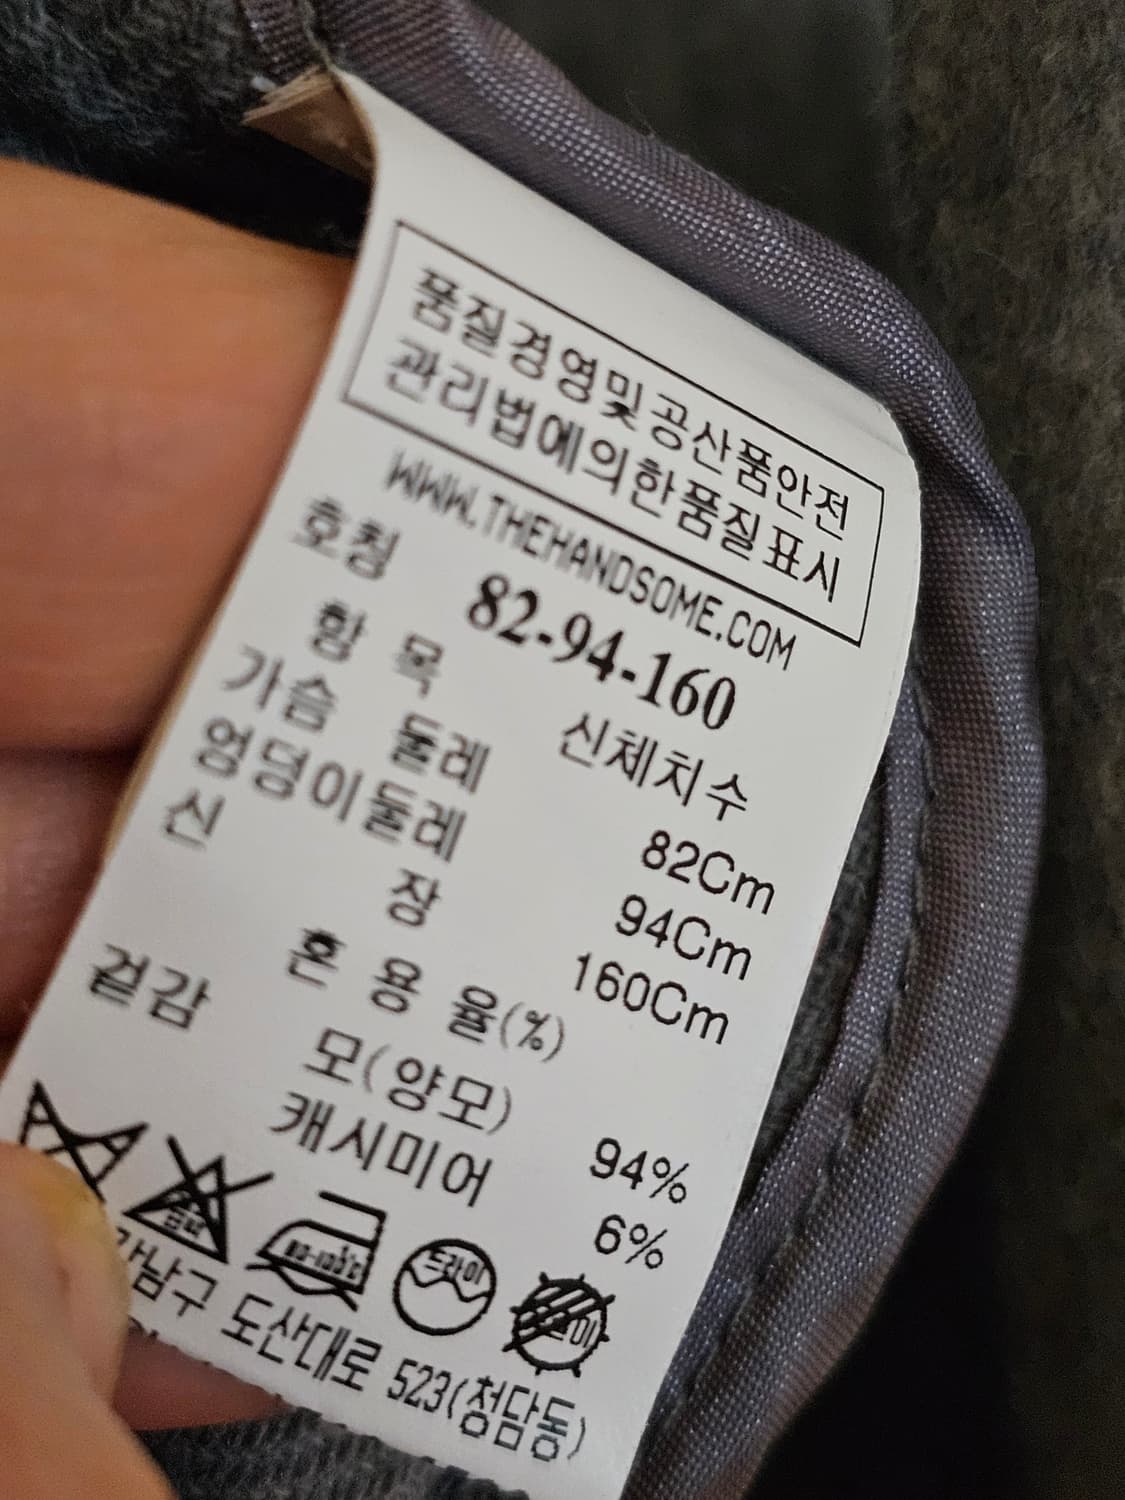 품질경영및공산품안전
관리법에의한품질표시
WWW.THEHANDSOME.COM
호칭 82-94-160
항 목 신체치수
가슴 둘레 82Cm
엉덩이둘레 94Cm
신 장 160Cm
혼 용 율(%)
겉감 모(양모) 94%
캐시미어 6%
드라이
강남구 도산대로 523(청담동)